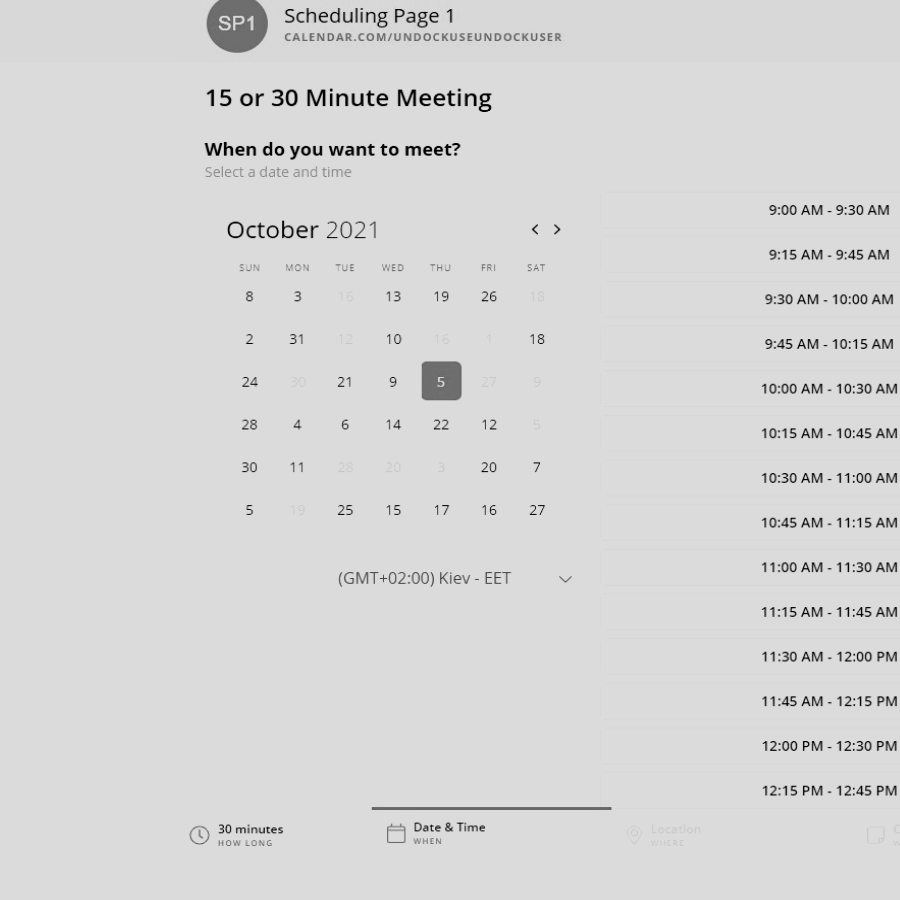 SP1
Scheduling Page 1
CALENDAR.COM/UNDOCKUSEUNDOCKUSER
15 or 30 Minute Meeting
When do you want to meet?
Select a date and time
October 2021
SUN MON TUE WED THU FRI SAT
8 3 16 13 19 26 18
2 31 12 10 16 1 18
24 30 21 9 5 27 9
28 4 6 14 22 12 5
30 11 28 20 3 20 7
5 19 25 15 17 16 27
(GMT+02:00) Kiev - EET
9:00 AM - 9:30 AM
9:15 AM - 9:45 AM
9:30 AM - 10:00 AM
9:45 AM - 10:15 AM
10:00 AM - 10:30 AM
10:15 AM - 10:45 AM
10:30 AM - 11:00 AM
10:45 AM - 11:15 AM
11:00 AM - 11:30 AM
11:15 AM - 11:45 AM
11:30 AM - 12:00 PM
11:45 AM - 12:15 PM
12:00 PM - 12:30 PM
12:15 PM - 12:45 PM
30 minutes
HOW LONG
Date & Time
WHEN
Location
WHERE